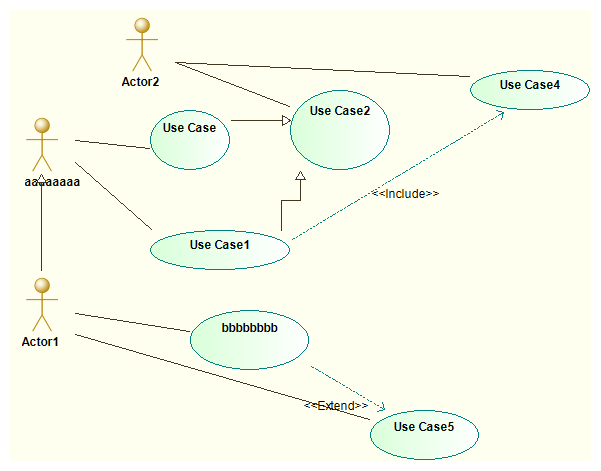 Actor2
Use Case4
Use Case2
Use Case
aaaaaaaa
<<Include>>
Use Case1
bbbbbbbb
Actor1
<<Extend>>
Use Case5